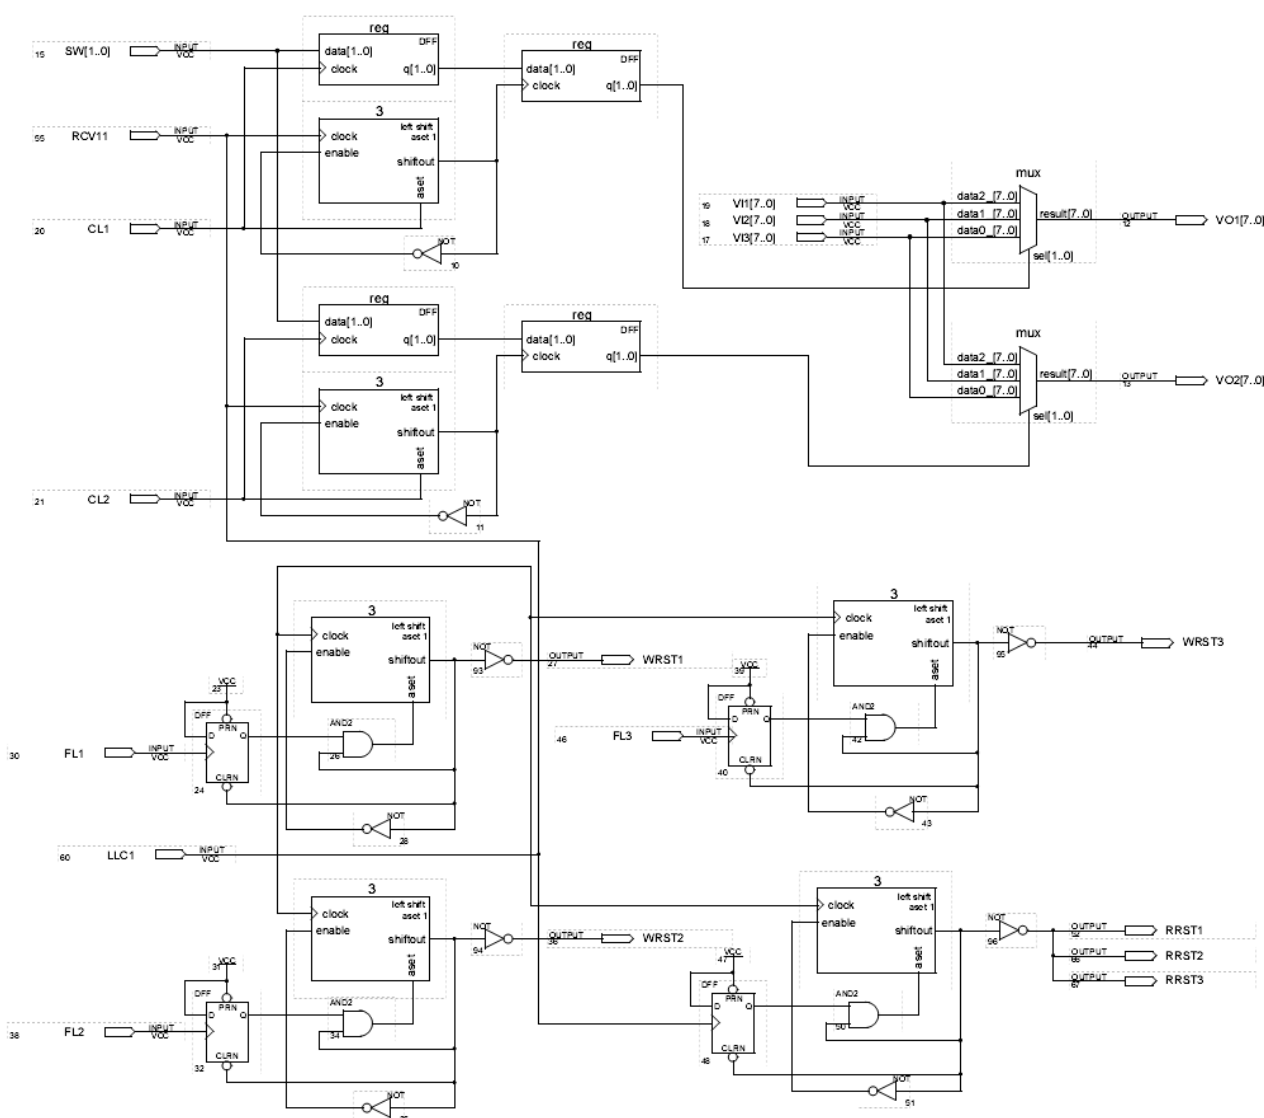 reg
DFF
15 SW[1..0] INPUT VCC
data[1..0]
clock
q[1..0]
reg
DFF
data[1..0]
clock
q[1..0]
3
55 RCV11 INPUT VCC
clock
enable
left shift
aset 1
shiftout
aset
20 CL1 INPUT VCC
NOT
10
mux
19 VI1[7..0] INPUT VCC
18 VI2[7..0] INPUT VCC
17 VI3[7..0] INPUT VCC
data2_[7..0]
data1_[7..0]
data0_[7..0]
result[7..0]
sel[1..0]
OUTPUT 12 VO1[7..0]
reg
DFF
data[1..0]
clock
q[1..0]
reg
DFF
data[1..0]
clock
q[1..0]
mux
data2_[7..0]
data1_[7..0]
data0_[7..0]
result[7..0]
sel[1..0]
OUTPUT 13 VO2[7..0]
3
clock
enable
left shift
aset 1
shiftout
aset
21 CL2 INPUT VCC
NOT
11
3
clock
enable
left shift
aset 1
shiftout
aset
NOT
93
OUTPUT 27 WRST1
VCC
23
DFF
PRN
D
Q
CLRN
24
AND2
26
30 FL1 INPUT VCC
NOT
28
3
clock
enable
left shift
aset 1
shiftout
aset
NOT
95
OUTPUT 44 WRST3
VCC
39
DFF
PRN
D
Q
CLRN
40
AND2
42
46 FL3 INPUT VCC
NOT
43
60 LLC1 INPUT VCC
3
clock
enable
left shift
aset 1
shiftout
aset
NOT
94
OUTPUT 36 WRST2
VCC
31
DFF
PRN
D
Q
CLRN
32
AND2
34
38 FL2 INPUT VCC
NOT
3
clock
enable
left shift
aset 1
shiftout
aset
NOT
96
OUTPUT 52 RRST1
OUTPUT RRST2
OUTPUT 67 RRST3
VCC
47
DFF
PRN
D
Q
CLRN
48
AND2
50
NOT
51